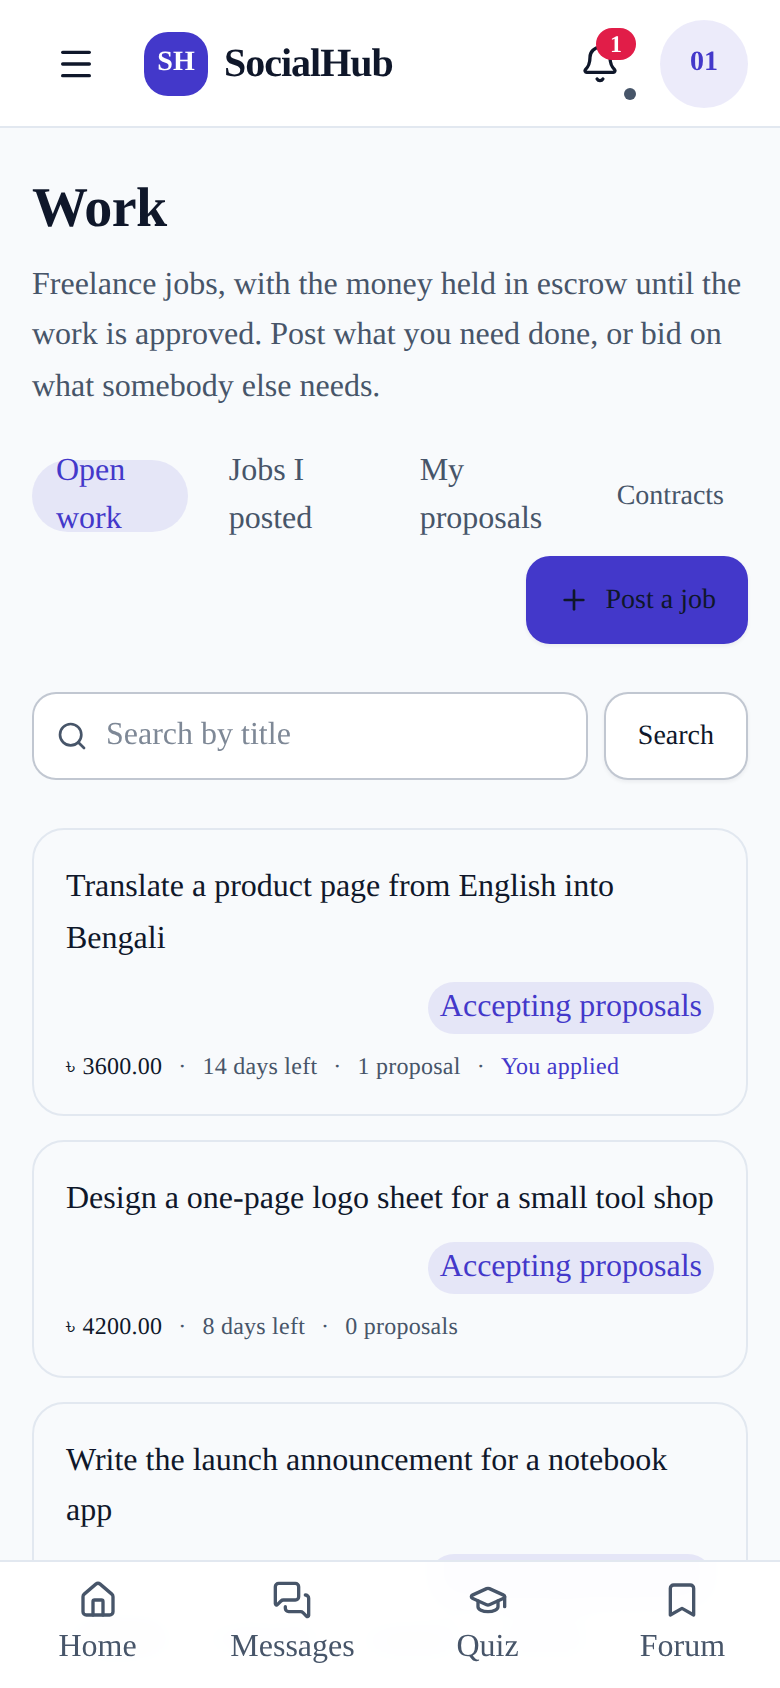 SH SocialHub 1 01
Work
Freelance jobs, with the money held in escrow until the
work is approved. Post what you need done, or bid on
what somebody else needs.
Open work
Jobs I posted
My proposals
Contracts
+ Post a job
Search by title
Search
Translate a product page from English into
Bengali
Accepting proposals
৳ 3600.00 · 14 days left · 1 proposal · You applied
Design a one-page logo sheet for a small tool shop
Accepting proposals
৳ 4200.00 · 8 days left · 0 proposals
Write the launch announcement for a notebook
app
Home Messages Quiz Forum